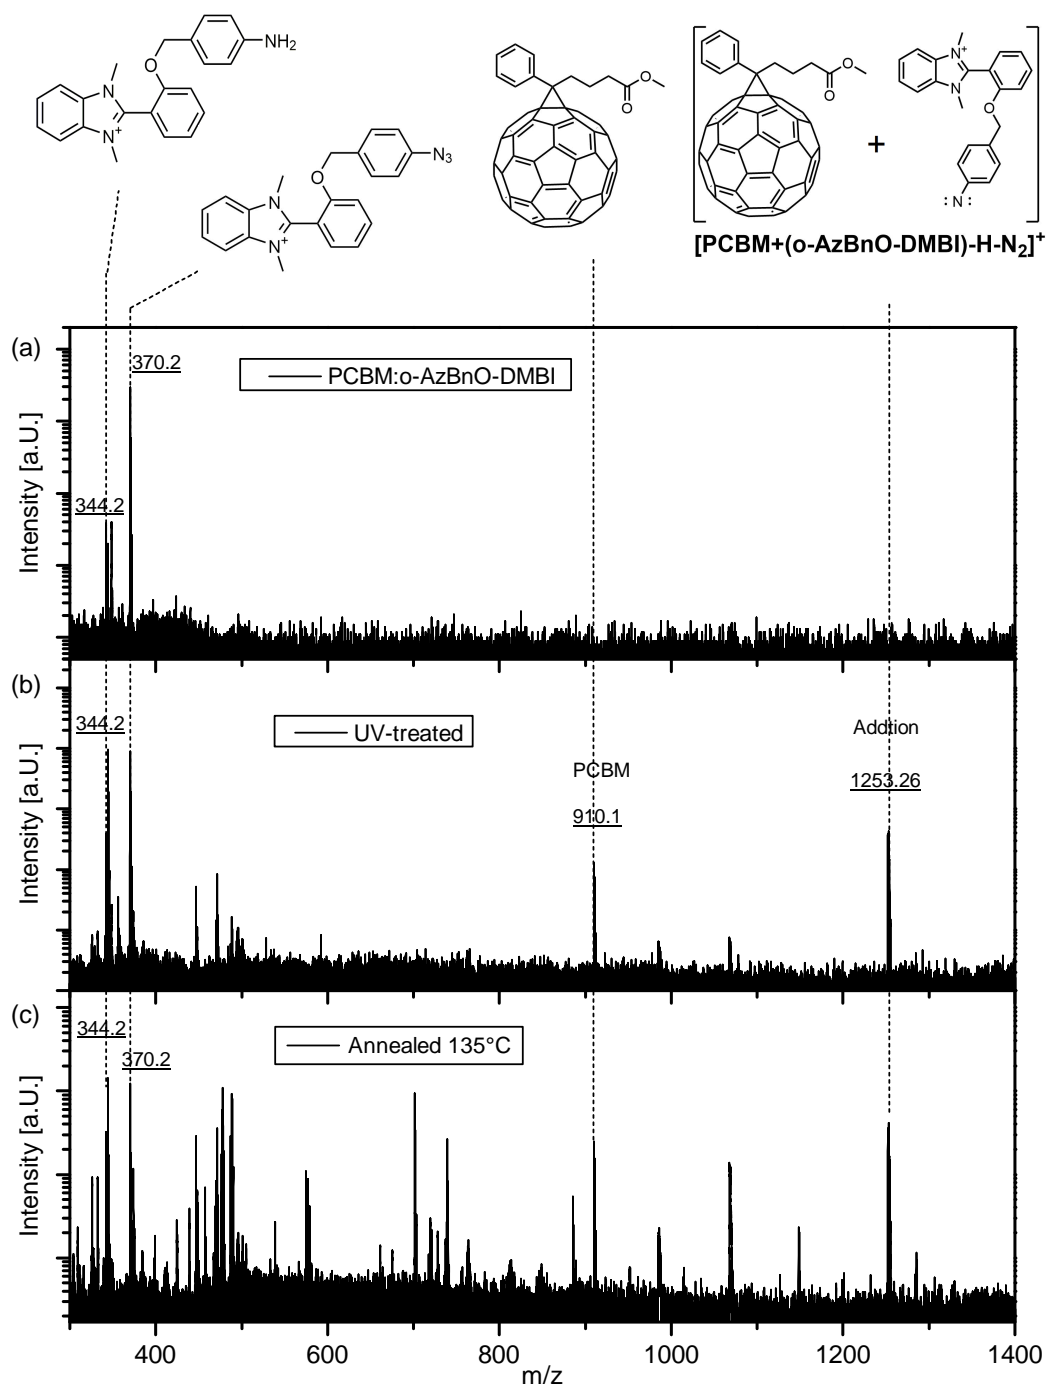 NH2
N+
N
O
N3
N
N+
O
O
O
O
O
+
N+
N
O
:N:
[PCBM+(o-AzBnO-DMBI)-H-N2]+
(a)
370.2
PCBM:o-AzBnO-DMBI
344.2
Intensity [a.U.]
(b)
344.2
UV-treated
Addtion
PCBM
1253.26
910.1
Intensity [a.U.]
(c)
344.2
Annealed 135°C
370.2
Intensity [a.U.]
400 600 800 1000 1200 1400
m/z